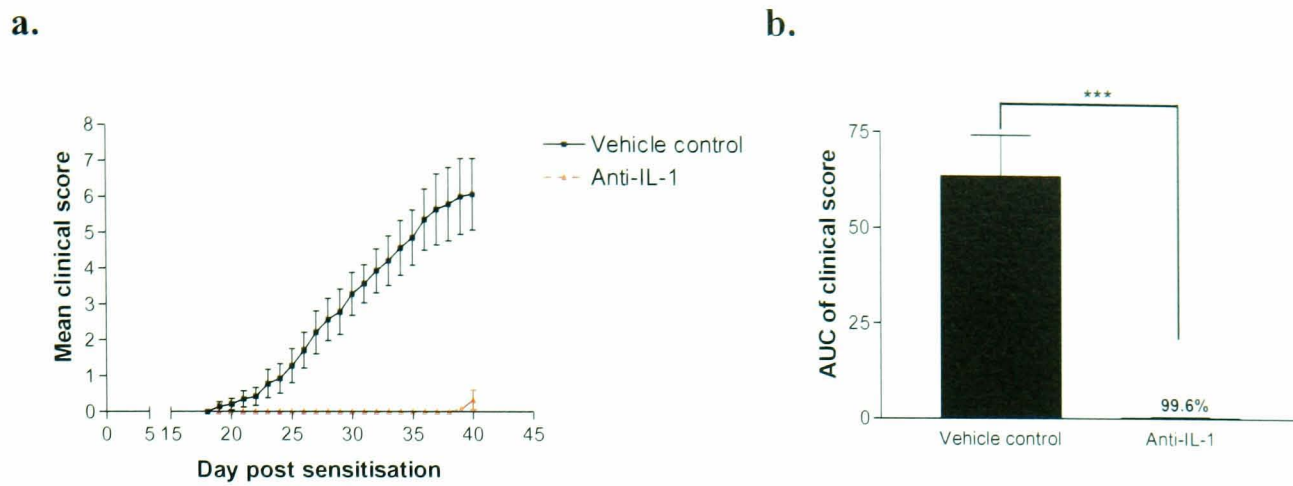 a.
8
7
6
5
4
3
2
1
0
Mean clinical score
0 5 15 20 25 30 35 40 45
Day post sensitisation
Vehicle control
Anti-IL-1
b.
***
75
50
25
0
AUC of clinical score
99.6%
Vehicle control Anti-IL-1